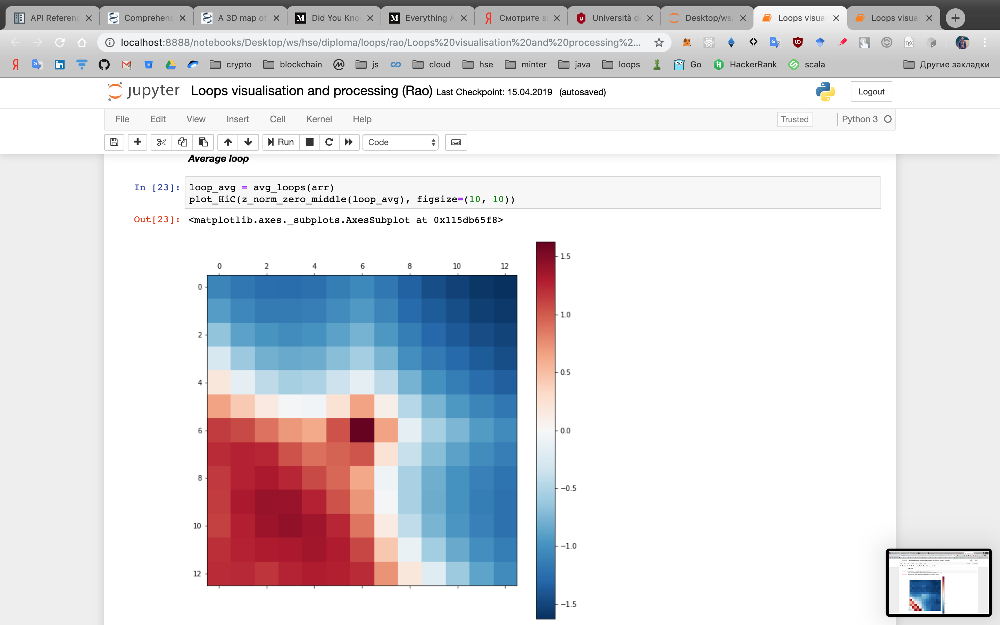 API Referenc
Comprehens
A 3D map of
Did You Kno
Everything A
Смотрите в
Università d
Desktop/ws/
Loops visual
Loops visual
localhost:8888/notebooks/Desktop/ws/hse/diploma/loops/rao/Loops%20visualisation%20and%20processing%2...
crypto
blockchain
js
cloud
hse
minter
java
loops
Go
HackerRank
scala
Другие закладки
jupyter Loops visualisation and processing (Rao) Last Checkpoint: 15.04.2019 (autosaved)
Logout
File Edit View Insert Cell Kernel Help
Trusted
Python 3
Run
Code
Average loop
In [23]:
loop_avg = avg_loops(arr)
plot_HiC(z_norm_zero_middle(loop_avg), figsize=(10, 10))
Out[23]: <matplotlib.axes._subplots.AxesSubplot at 0x115db65f8>
0 2 4 6 8 10 12
0
2
4
6
8
10
12
1.5
1.0
0.5
0.0
−0.5
−1.0
−1.5